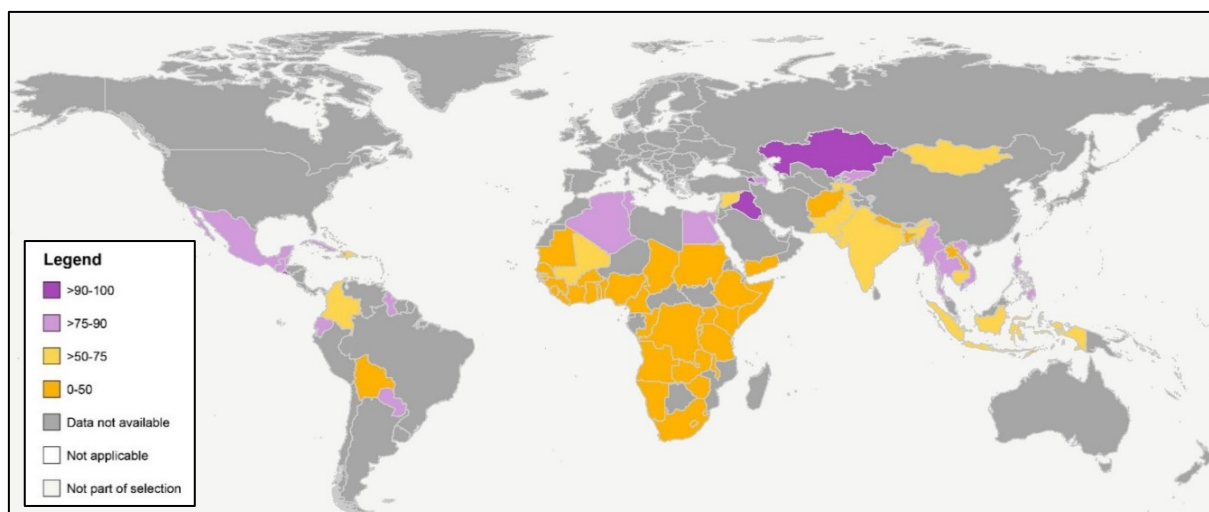 Legend
>90-100
>75-90
>50-75
0-50
Data not available
Not applicable
Not part of selection